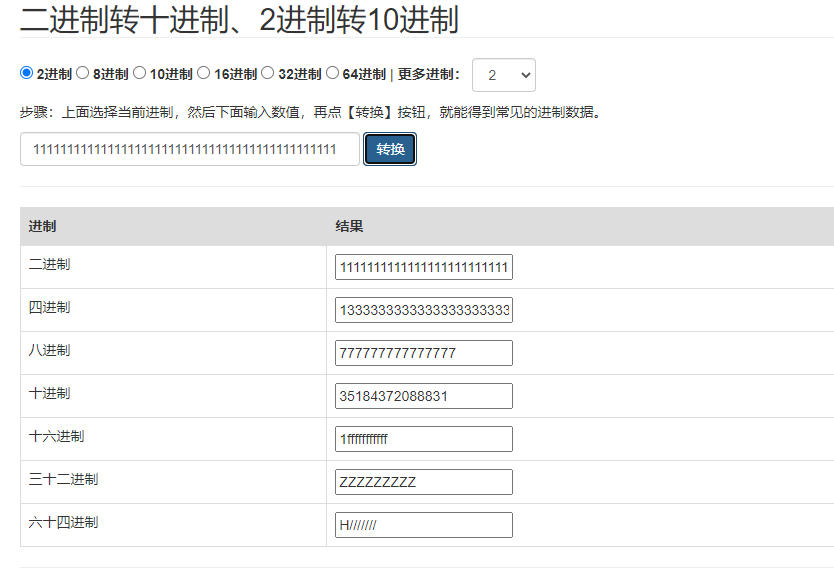 二进制转十进制、2进制转10进制
2进制 8进制 10进制 16进制 32进制 64进制 | 更多进制： 2
步骤：上面选择当前进制，然后下面输入数值，再点【转换】按钮，就能得到常见的进制数据。
111111111111111111111111111111111111111111111 转换
进制 结果
二进制 1111111111111111111111111
四进制 1333333333333333333333
八进制 777777777777777
十进制 35184372088831
十六进制 1fffffffffff
三十二进制 ZZZZZZZZZ
六十四进制 H///////